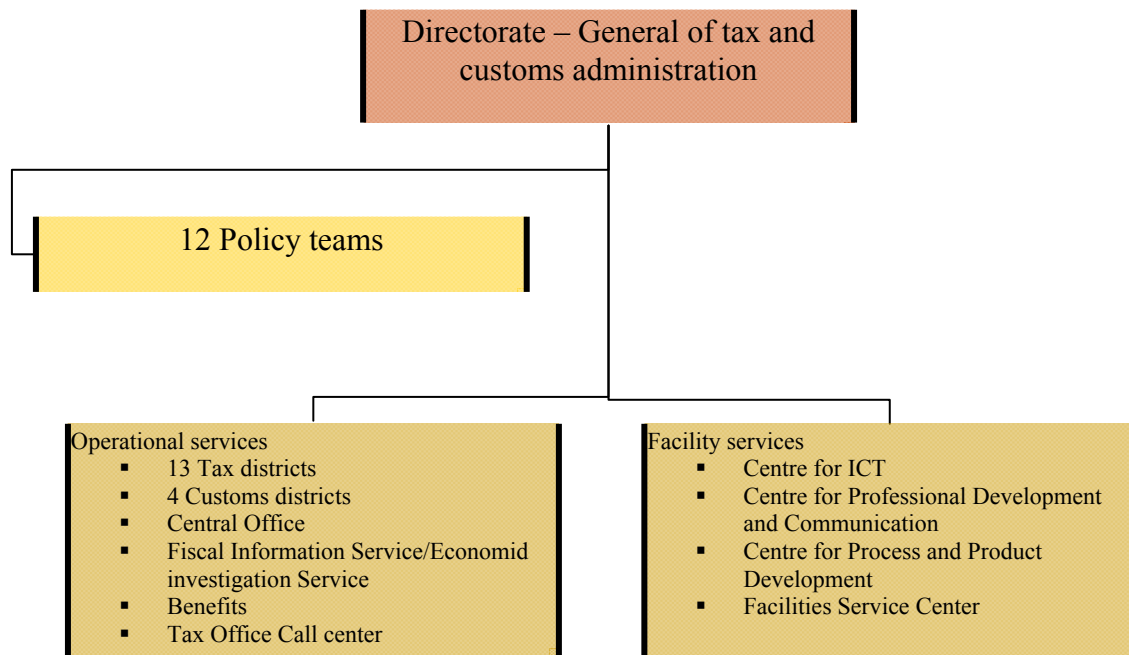 Directorate – General of tax and
customs administration
12 Policy teams
Operational services
▪ 13 Tax districts
▪ 4 Customs districts
▪ Central Office
▪ Fiscal Information Service/Economid
investigation Service
▪ Benefits
▪ Tax Office Call center
Facility services
▪ Centre for ICT
▪ Centre for Professional Development
and Communication
▪ Centre for Process and Product
Development
▪ Facilities Service Center